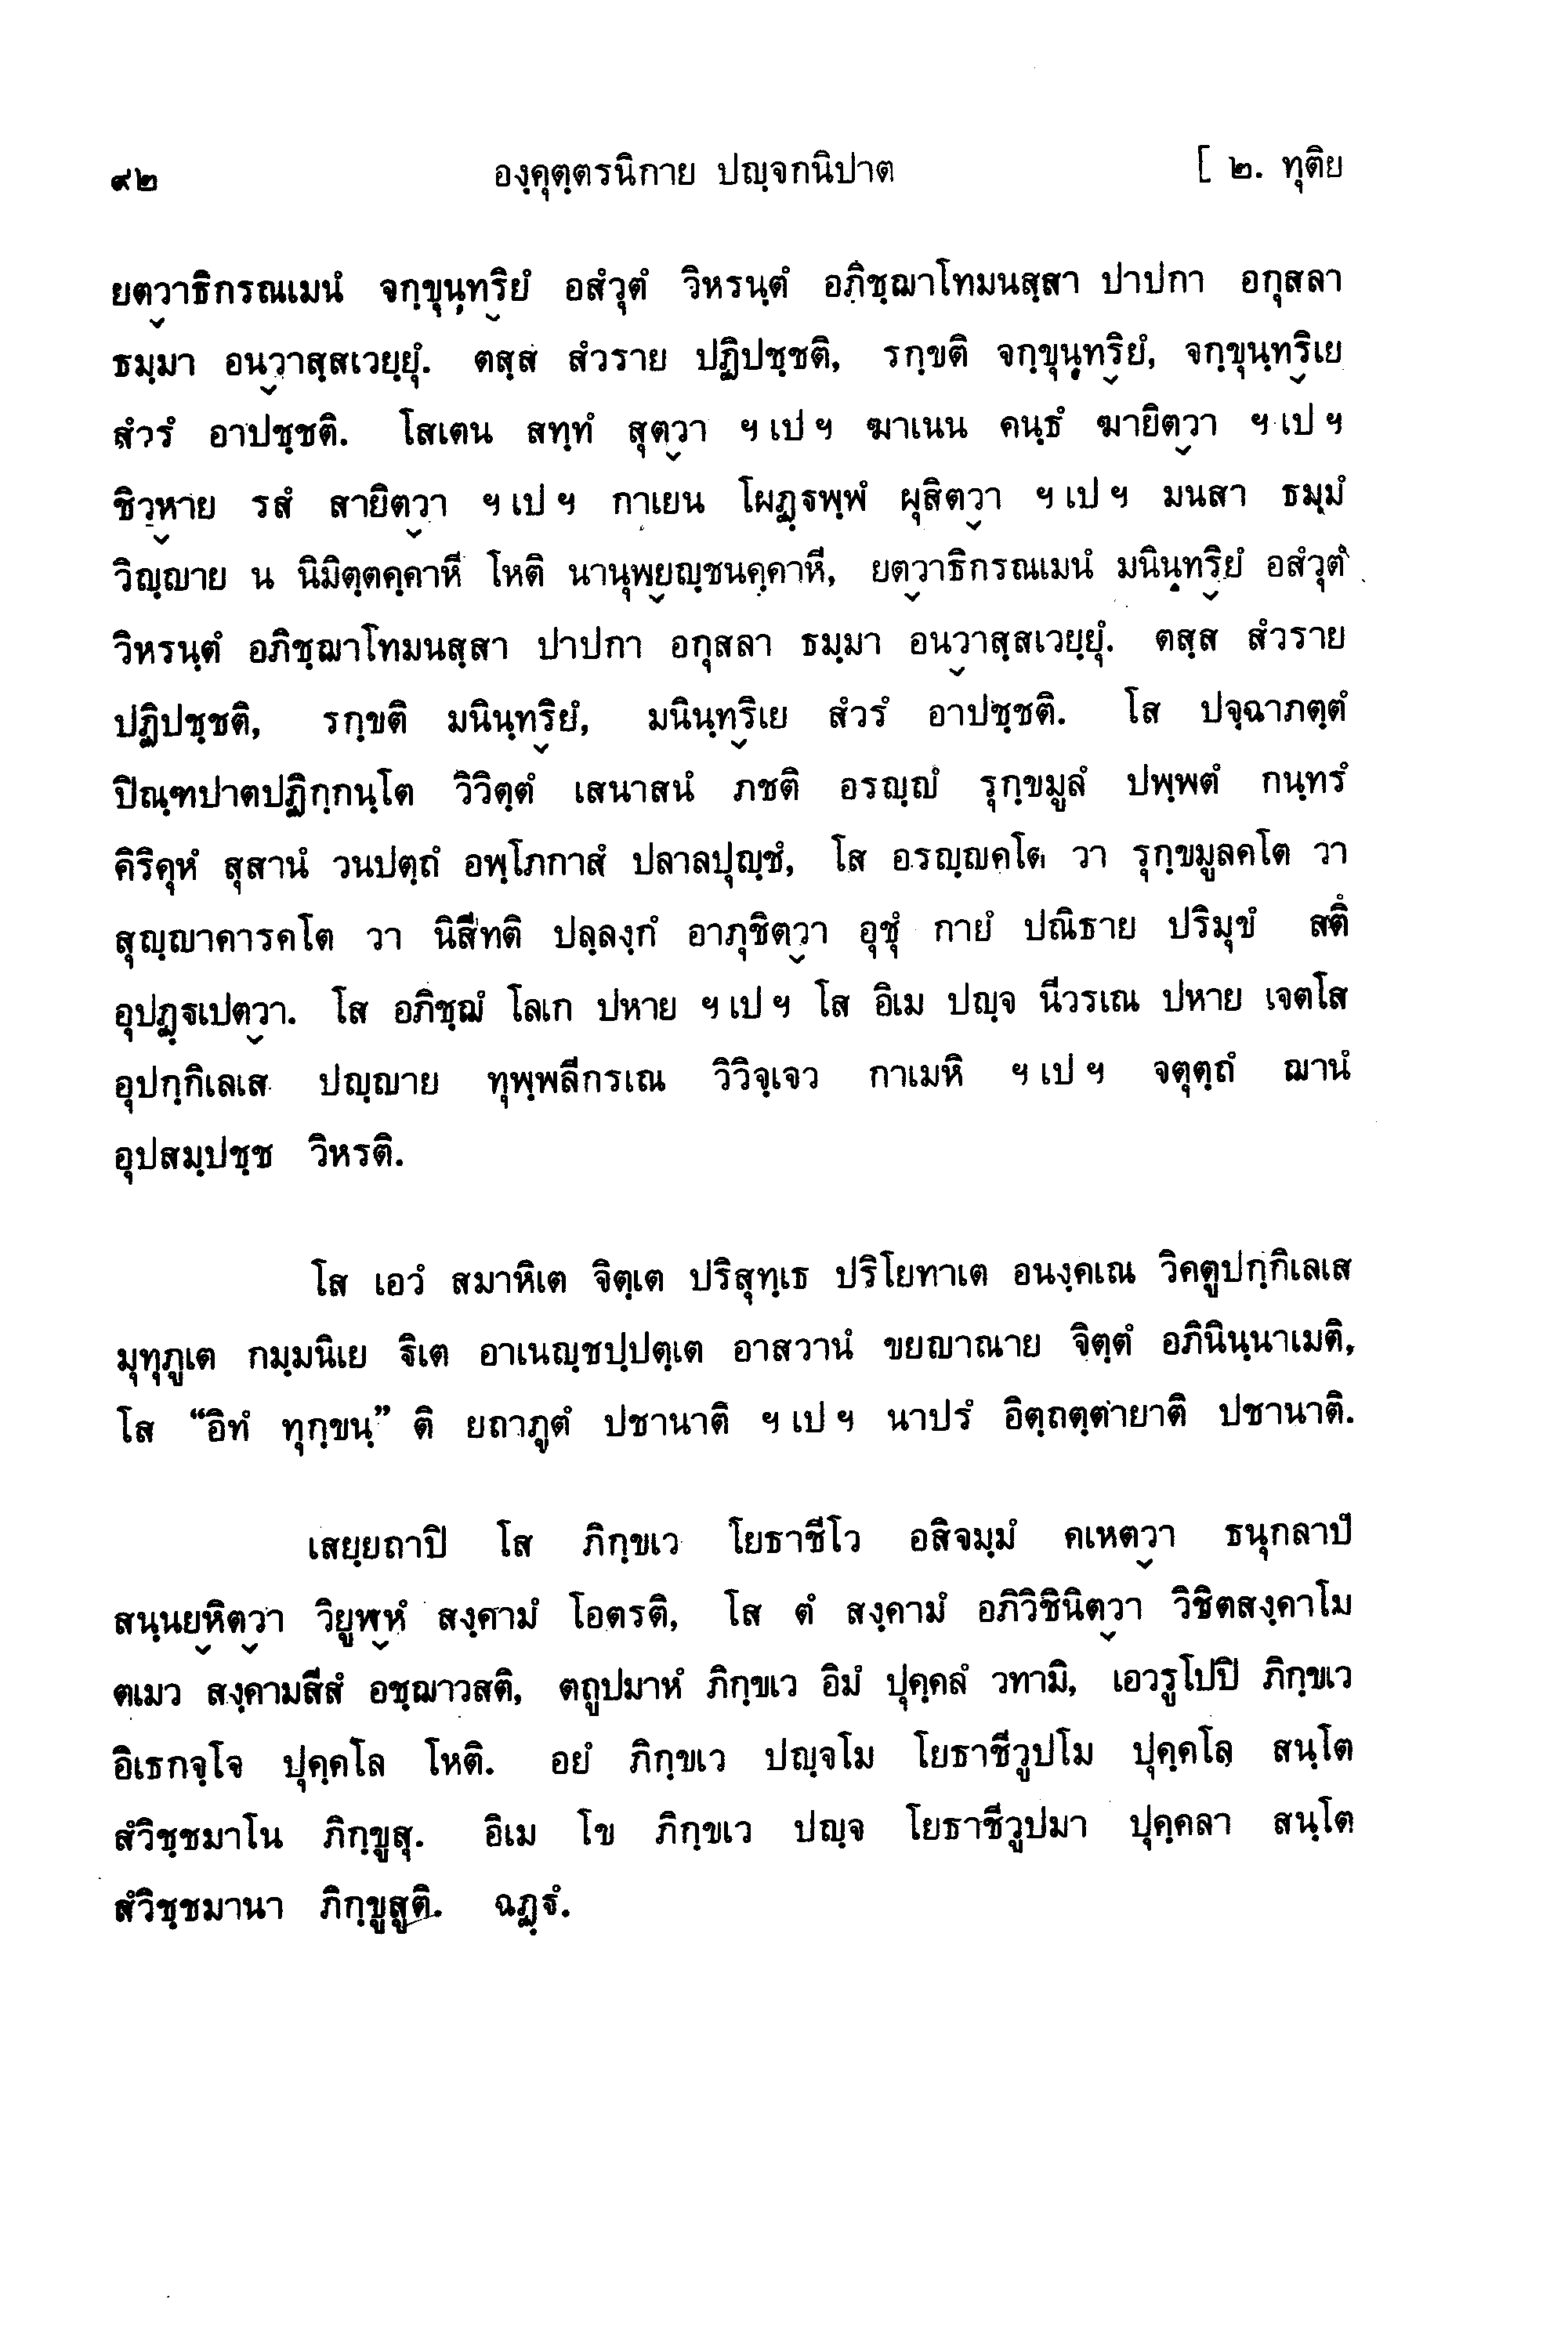 ๙๒ องฺคุตฺตรนิกาย ปญฺจกนิปาต [ ๒. ทุติย
ยตฺวาธิกรณเมนํ จกฺขุนฺทฺริยํ อสํวุตํ วิหรนฺตํ อภิชฺฌาโทมนสฺสา ปาปกา อกุสลา
ธมฺมา อนฺวาสฺสเวยฺยุํ. ตสฺส สํวราย ปฏิปชฺชติ, รกฺขติ จกฺขุนฺทฺริยํ, จกฺขุนฺทฺริเย
สํวรํ อาปชฺชติ. โสเตน สทฺทํ สุตฺวา ฯ เป ฯ ฆาเนน คนฺธํ ฆายิตฺวา ฯ เป ฯ
ชิวฺหาย รสํ สายิตฺวา ฯ เป ฯ กาเยน โผฏฺฐพฺพํ ผุสิตฺวา ฯ เป ฯ มนสา ธมฺมํ
วิญฺญาย น นิมิตฺตคฺคาหี โหติ นานุพฺยญฺชนคฺคาหี, ยตฺวาธิกรณเมนํ มนินฺทฺริยํ อสํวุตํ
วิหรนฺตํ อภิชฺฌาโทมนสฺสา ปาปกา อกุสลา ธมฺมา อนฺวาสฺสเวยฺยุํ. ตสฺส สํวราย
ปฏิปชฺชติ, รกฺขติ มนินฺทฺริยํ, มนินฺทฺริเย สํวรํ อาปชฺชติ. โส ปจฺฉาภตฺตํ
ปิณฺฑปาตปฏิกฺกนฺโต วิวิตฺตํ เสนาสนํ ภชติ อรญฺญํ รุกฺขมูลํ ปพฺพตํ กนฺทรํ
คิริคุหํ สุสานํ วนปตฺถํ อพฺโภกาสํ ปลาลปุญฺชํ, โส อรญฺญคโต วา รุกฺขมูลคโต วา
สุญฺญาคารคโต วา นิสีทติ ปลฺลงฺกํ อาภุชิตฺวา อุชุํ กายํ ปณิธาย ปริมุขํ สตึ
อุปฏฺฐเปตฺวา. โส อภิชฺฌํ โลเก ปหาย ฯ เป ฯ โส อิเม ปญฺจ นีวรเณ ปหาย เจตโส
อุปกฺกิเลเส ปญฺญาย ทุพฺพลีกรเณ วิวิจฺเจว กาเมหิ ฯ เป ฯ จตุตฺถํ ฌานํ
อุปสมฺปชฺช วิหรติ.
โส เอวํ สมาหิเต จิตฺเต ปริสุทฺเธ ปริโยทาเต อนงฺคเณ วิคตูปกฺกิเลเส
มุทุภูเต กมฺมนิเย ฐิเต อาเนญฺชปฺปตฺเต อาสวานํ ขยญาณาย จิตฺตํ อภินินฺนาเมติ,
โส “อิทํ ทุกฺขนฺ” ติ ยถาภูตํ ปชานาติ ฯ เป ฯ นาปรํ อิตฺถตฺตายาติ ปชานาติ.
เสยฺยถาปิ โส ภิกฺขเว โยธาชีโว อสิจมฺมํ คเหตฺวา ธนุกลาปํ
สนฺนยฺหิตฺวา วิยูฬฺหํ สงฺคามํ โอตรติ, โส ตํ สงฺคามํ อภิวิชินิตฺวา วิชิตสงฺคาโม
ตเมว สงฺคามสีสํ อชฺฌาวสติ, ตถูปมาหํ ภิกฺขเว อิมํ ปุคฺคลํ วทามิ, เอวรูโปปิ ภิกฺขเว
อิเธกจฺโจ ปุคฺคโล โหติ. อยํ ภิกฺขเว ปญฺจโม โยธาชีวูปโม ปุคฺคโล สนฺโต
สํวิชฺชมาโน ภิกฺขูสุ. อิเม โข ภิกฺขเว ปญฺจ โยธาชีวูปมา ปุคฺคลา สนฺโต
สํวิชฺชมานา ภิกฺขูสูติ. ฉฏฺฐํ.